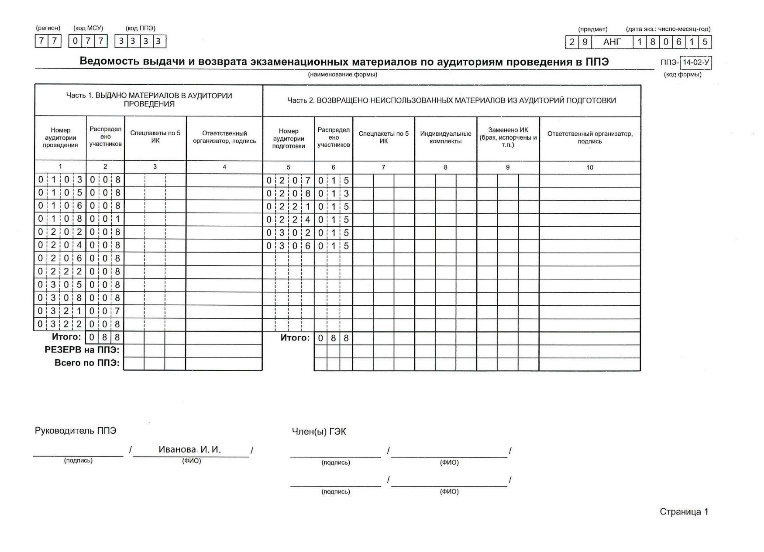 (регион) (код МСУ) (код ППЭ) (предмет) (дата экз.: число-месяц-год)
7 7 0 7 7 3 3 3 3 2 9 АНГ 1 8 0 6 1 5
Ведомость выдачи и возврата экзаменационных материалов по аудиториям проведения в ППЭ ППЭ- 14-02-У
(наименование формы) (код формы)
Часть 1. ВЫДАНО МАТЕРИАЛОВ В АУДИТОРИИ ПРОВЕДЕНИЯ Часть 2. ВОЗВРАЩЕНО НЕИСПОЛЬЗОВАННЫХ МАТЕРИАЛОВ ИЗ АУДИТОРИЙ ПОДГОТОВКИ
Номер аудитории проведения Распредел ено участников Спецпакеты по 5 ИК Ответственный организатор, подпись Номер аудитории подготовки Распредел ено участников Спецпакеты по 5 ИК Индивидуальные комплекты Заменено ИК (брак, испорчены и т.п.) Ответственный организатор, подпись
1 2 3 4 5 6 7 8 9 10
0 1 0 3 0 0 8 0 2 0 7 0 1 5
0 1 0 5 0 0 8 0 2 0 8 0 1 3
0 1 0 6 0 0 8 0 2 2 1 0 1 5
0 1 0 8 0 0 1 0 2 2 4 0 1 5
0 2 0 2 0 0 8 0 3 0 2 0 1 5
0 2 0 4 0 0 8 0 3 0 6 0 1 5
0 2 0 6 0 0 8
0 2 2 2 0 0 8
0 3 0 5 0 0 8
0 3 0 8 0 0 8
0 3 2 1 0 0 7
0 3 2 2 0 0 8
Итого: 0 8 8 Итого: 0 8 8
РЕЗЕРВ на ППЭ:
Всего по ППЭ:
Руководитель ППЭ Член(ы) ГЭК
/ Иванова И. И. / / /
(подпись) (ФИО) (подпись) (ФИО)
/ /
(подпись) (ФИО)
Страница 1